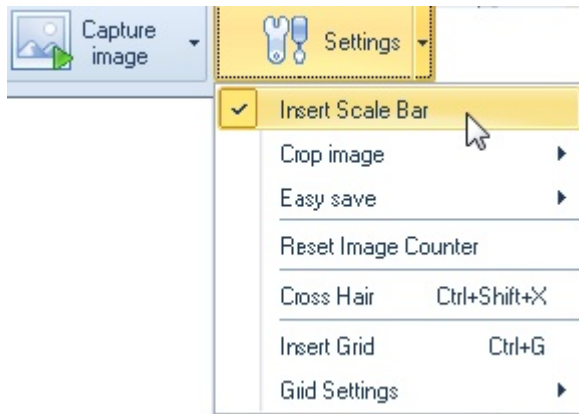 Capture
image
Settings
Insert Scale Bar
Crop image
Easy save
Reset Image Counter
Cross Hair Ctrl+Shift+X
Insert Grid Ctrl+G
Grid Settings